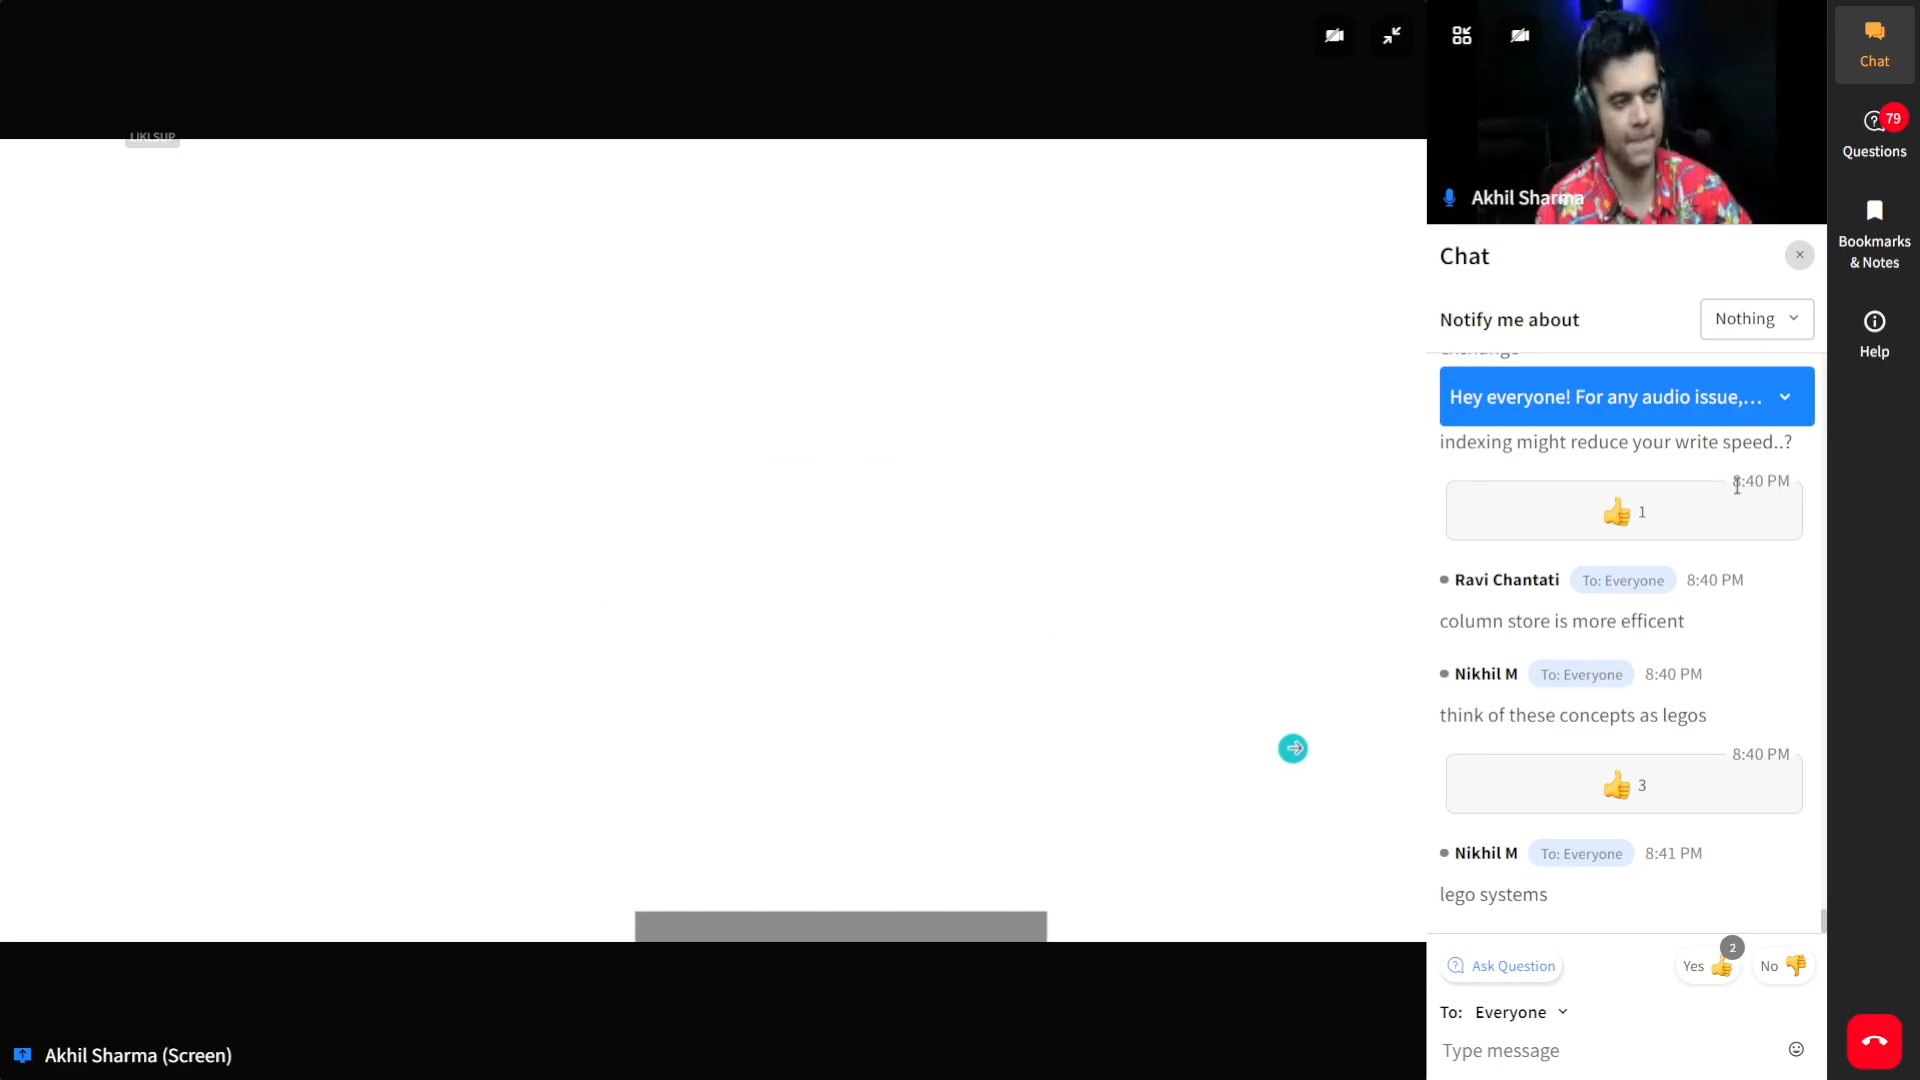 Akhil Sharma
Chat
79
Questions
Bookmarks
& Notes
Help
Chat
Notify me about
Nothing
exchange
Hey everyone! For any audio issue,...
indexing might reduce your write speed..?
8:40 PM
1
Ravi Chantati To: Everyone 8:40 PM
column store is more efficent
Nikhil M To: Everyone 8:40 PM
think of these concepts as legos
8:40 PM
3
Nikhil M To: Everyone 8:41 PM
lego systems
Ask Question
Yes
2
No
To: Everyone
Type message
Akhil Sharma (Screen)